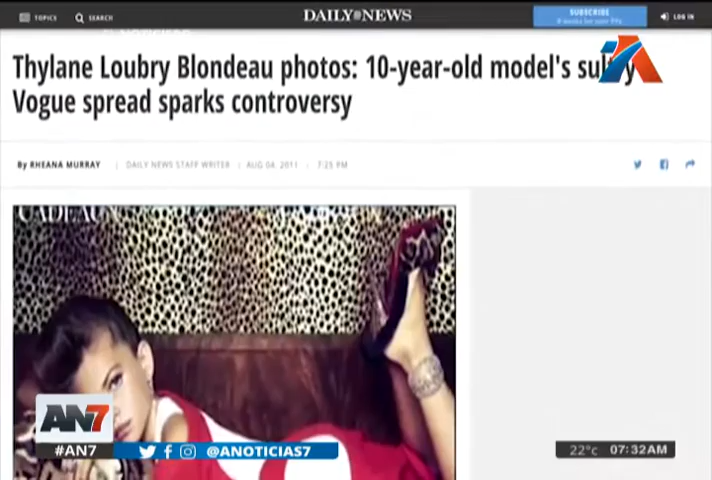 TOPICS
SEARCH
DAILY NEWS
SUBSCRIBE
LOG IN
Thylane Loubry Blondeau photos: 10-year-old model's sultry
Vogue spread sparks controversy
By RHEANA MURRAY | DAILY NEWS STAFF WRITER | AUG 04, 2011 | 7:25 PM
CADEAUX
AN7
#AN7
@ANOTICIAS7
22°c 07:32AM